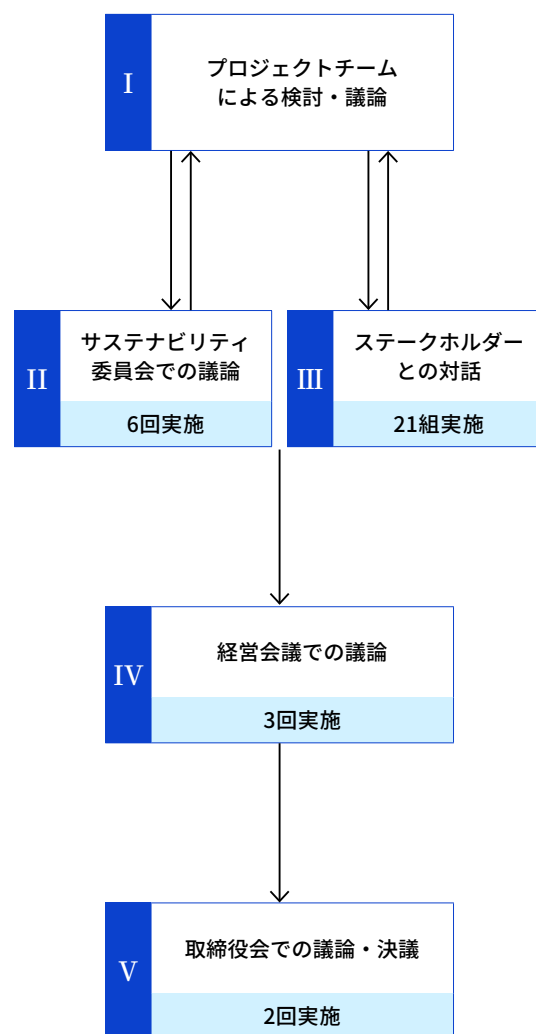 I
プロジェクトチーム
による検討・議論
II
サステナビリティ
委員会での議論
6回実施
III
ステークホルダー
との対話
21組実施
IV
経営会議での議論
3回実施
V
取締役会での議論・決議
2回実施